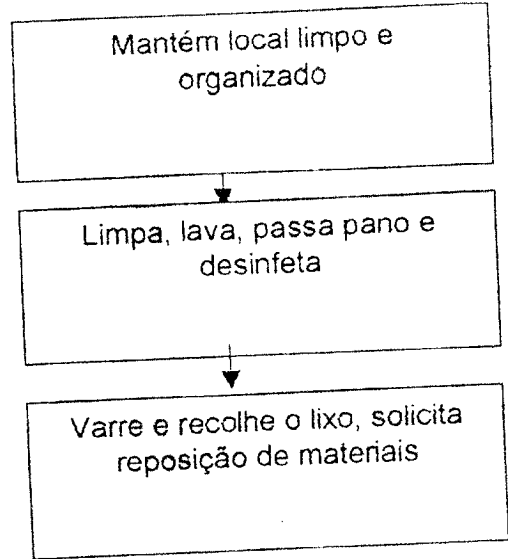 Mantém local limpo e
organizado
Limpa, lava, passa pano e
desinfeta
Varre e recolhe o lixo, solicita
reposição de materiais